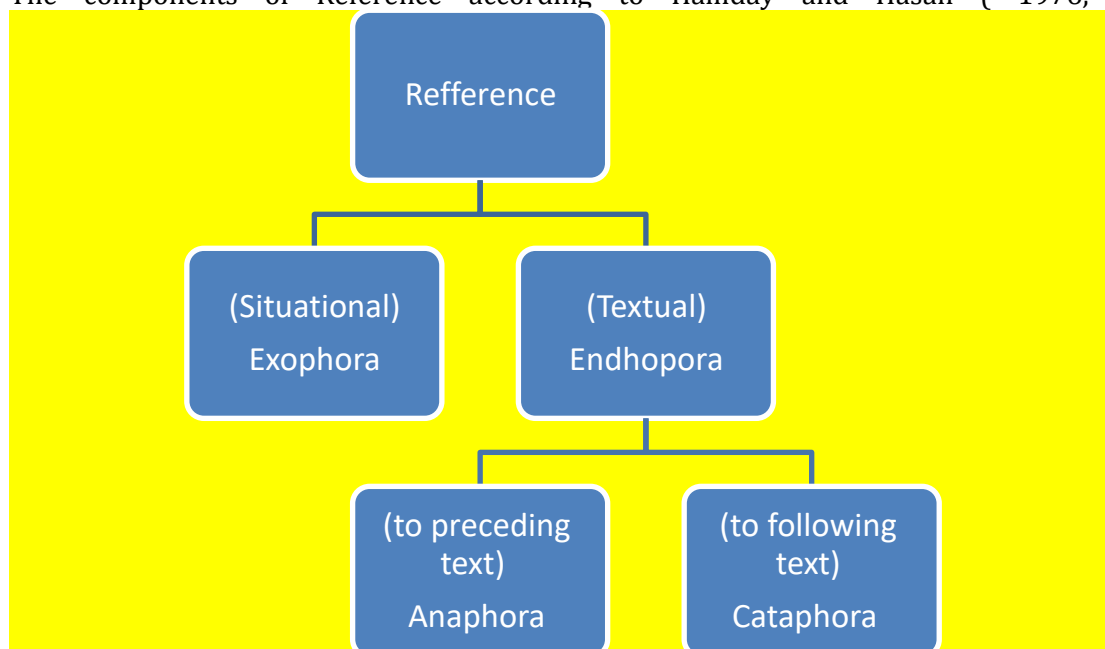 The components of Reference according to Halliday and Hasan ( 1976,
Refference
(Situational)
Exophora
(Textual)
Endhopora
(to preceding
text)
Anaphora
(to following
text)
Cataphora